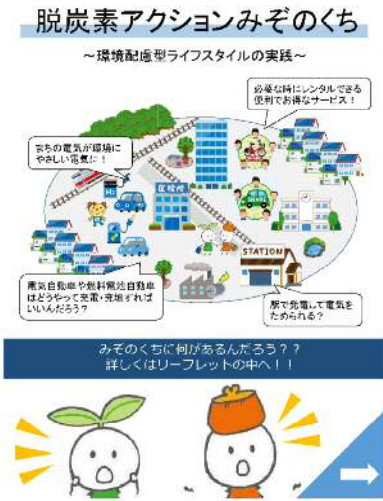 脱炭素アクションみぞのくち
~環境配慮型ライフスタイルの実践~
必要な時にレンタルできる
便利でお得なサービス！
まちの電気が環境に
やさしい電気に！
H2
区役所
SHARE
STATION
電気自動車や燃料電池自動車
はどうやって充電・充填すれば
いいんだろう？
駅で発電して電気を
ためられる？
みぞのくちに何があるんだろう？？
詳しくはリーフレットの中へ！！